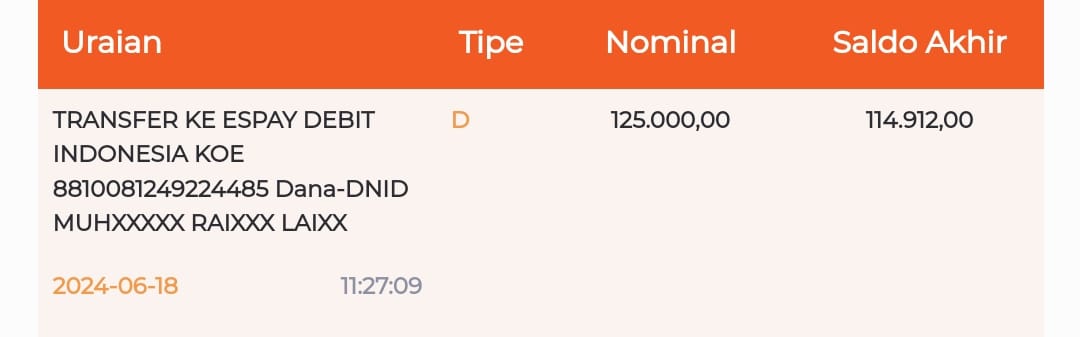 Uraian Tipe Nominal Saldo Akhir
TRANSFER KE ESPAY DEBIT D 125.000,00 114.912,00
INDONESIA KOE
8810081249224485 Dana-DNID
MUHXXXXX RAIXXX LAIXX
2024-06-18 11:27:09